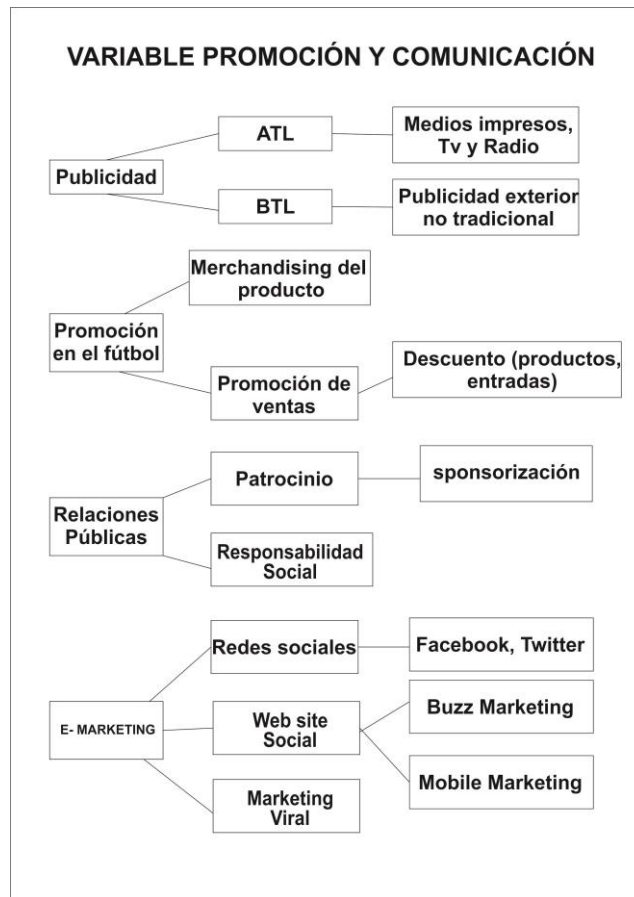 VARIABLE PROMOCIÓN Y COMUNICACIÓN
Publicidad
ATL
Medios impresos,
Tv y Radio
BTL
Publicidad exterior
no tradicional
Promoción
en el fútbol
Merchandising del
producto
Promoción de
ventas
Descuento (productos,
entradas)
Relaciones
Públicas
Patrocinio
sponsorización
Responsabilidad
Social
E- MARKETING
Redes sociales
Facebook, Twitter
Web site
Social
Buzz Marketing
Mobile Marketing
Marketing
Viral